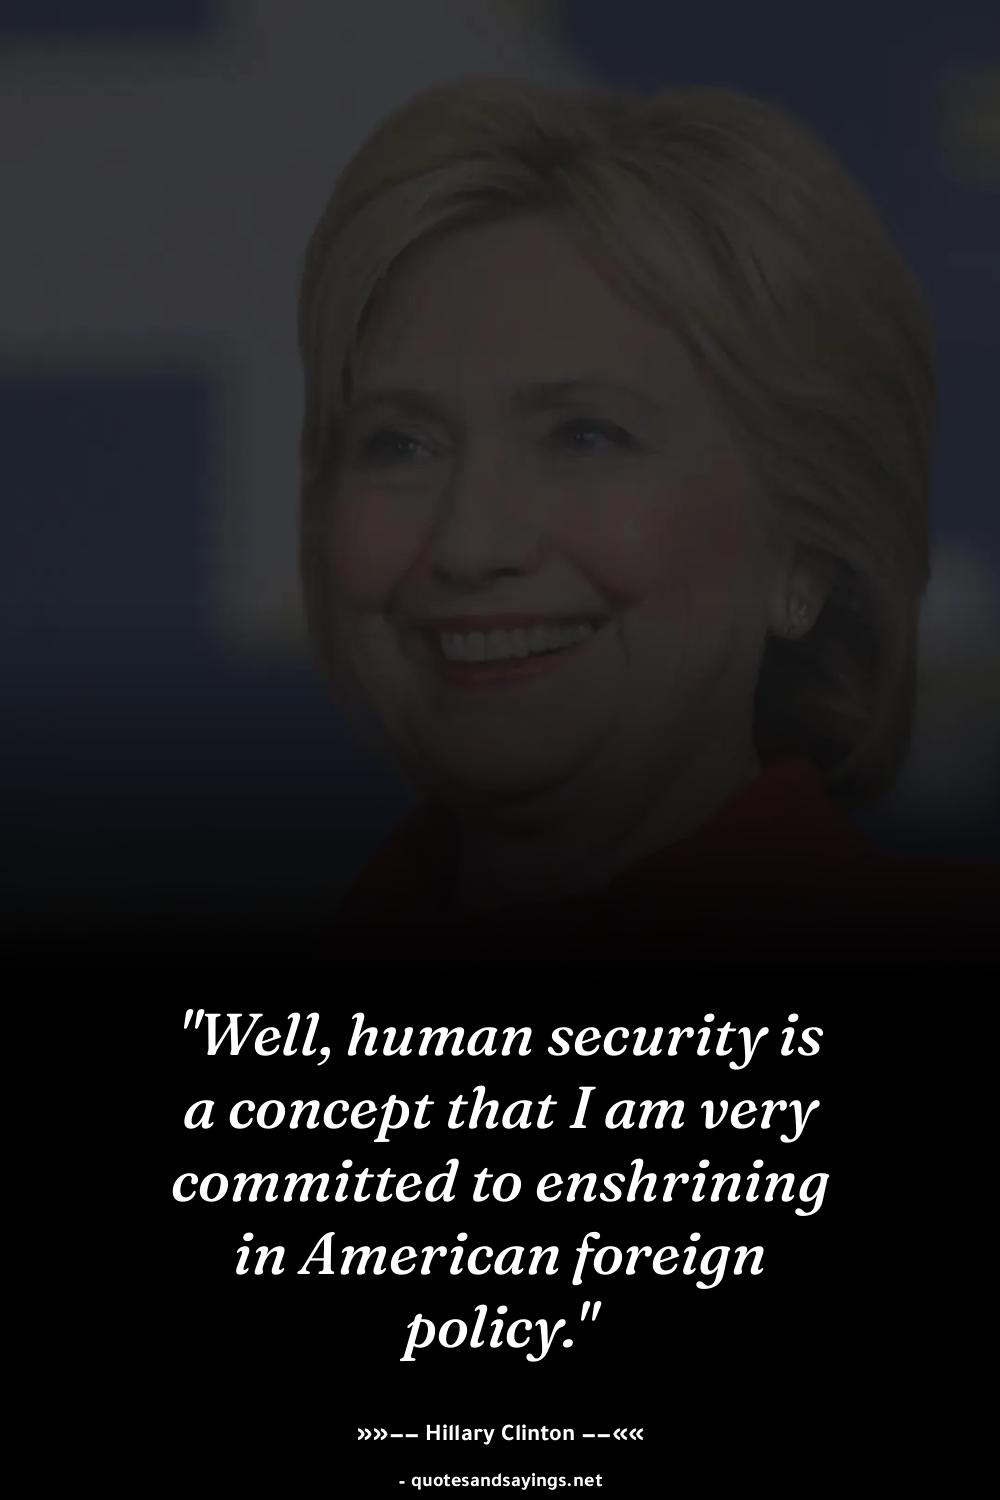 "Well, human security is
a concept that I am very
committed to enshrining
in American foreign
policy."
»»−− Hillary Clinton −−««
- quotesandsayings.net